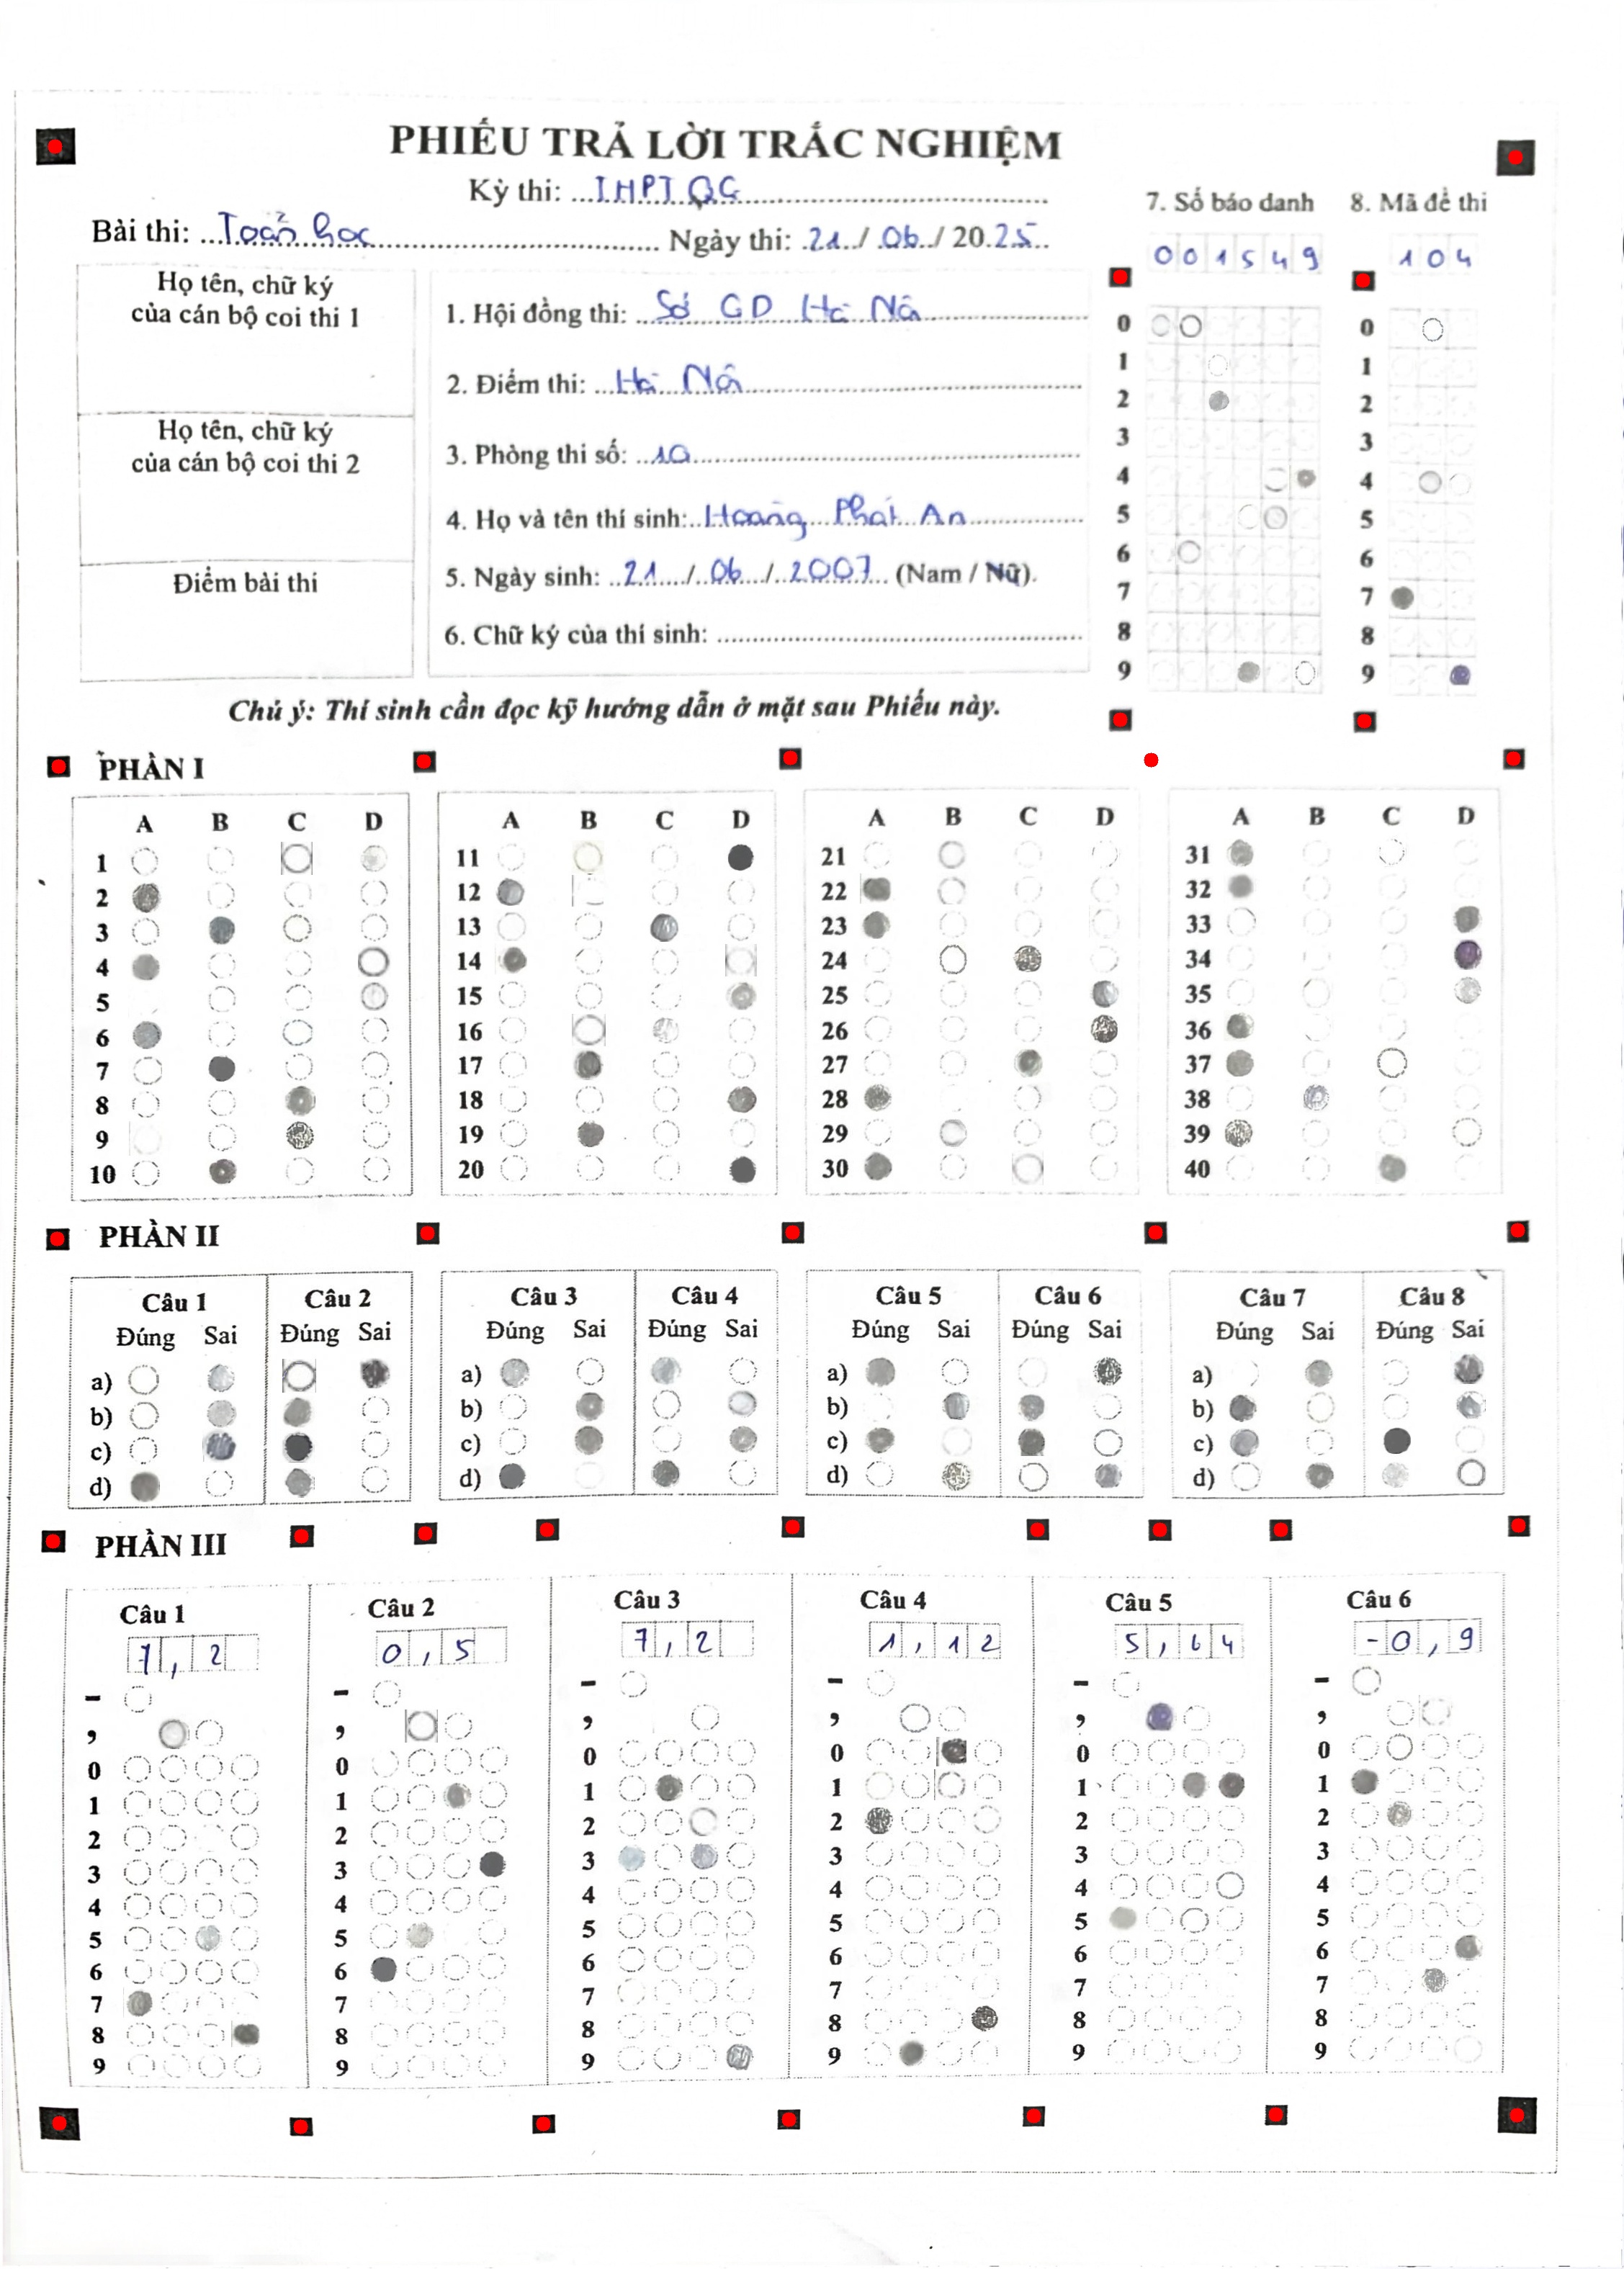 PHIẾU TRẢ LỜI TRẮC NGHIỆM
Kỳ thi: ...THPTQG...
Bài thi: ...Toán học... Ngày thi: .21../.06../ 20.25..
7. Số báo danh 8. Mã đề thi
001549 104
Họ tên, chữ ký
của cán bộ coi thi 1
Họ tên, chữ ký
của cán bộ coi thi 2
Điểm bài thi
1. Hội đồng thi: ...Sở GD Hà Nội...
2. Điểm thi: ...Hà Nội...
3. Phòng thi số: ...10...
4. Họ và tên thí sinh:..Hoàng Phát An...
5. Ngày sinh: ..21..../..06.../..2007... (Nam / Nữ).
6. Chữ ký của thí sinh: ...
0 0
1 1
2 2
3 3
4 4
5 5
6 6
7 7
8 8
9 9
Chú ý: Thí sinh cần đọc kỹ hướng dẫn ở mặt sau Phiếu này.
PHẦN I
A B C D A B C D A B C D A B C D
1 11 21 31
2 12 22 32
3 13 23 33
4 14 24 34
5 15 25 35
6 16 26 36
7 17 27 37
8 18 28 38
9 19 29 39
10 20 30 40
PHẦN II
Câu 1 Câu 2 Câu 3 Câu 4 Câu 5 Câu 6 Câu 7 Câu 8
Đúng Sai Đúng Sai Đúng Sai Đúng Sai Đúng Sai Đúng Sai Đúng Sai Đúng Sai
a) a) a) a)
b) b) b) b)
c) c) c) c)
d) d) d) d)
PHẦN III
Câu 1 Câu 2 Câu 3 Câu 4 Câu 5 Câu 6
7,2 0,5 7,2 1,12 5,64 -0,9
- - - - - -
, , , , , ,
0 0 0 0 0 0
1 1 1 1 1 1
2 2 2 2 2 2
3 3 3 3 3 3
4 4 4 4 4 4
5 5 5 5 5 5
6 6 6 6 6 6
7 7 7 7 7 7
8 8 8 8 8 8
9 9 9 9 9 9